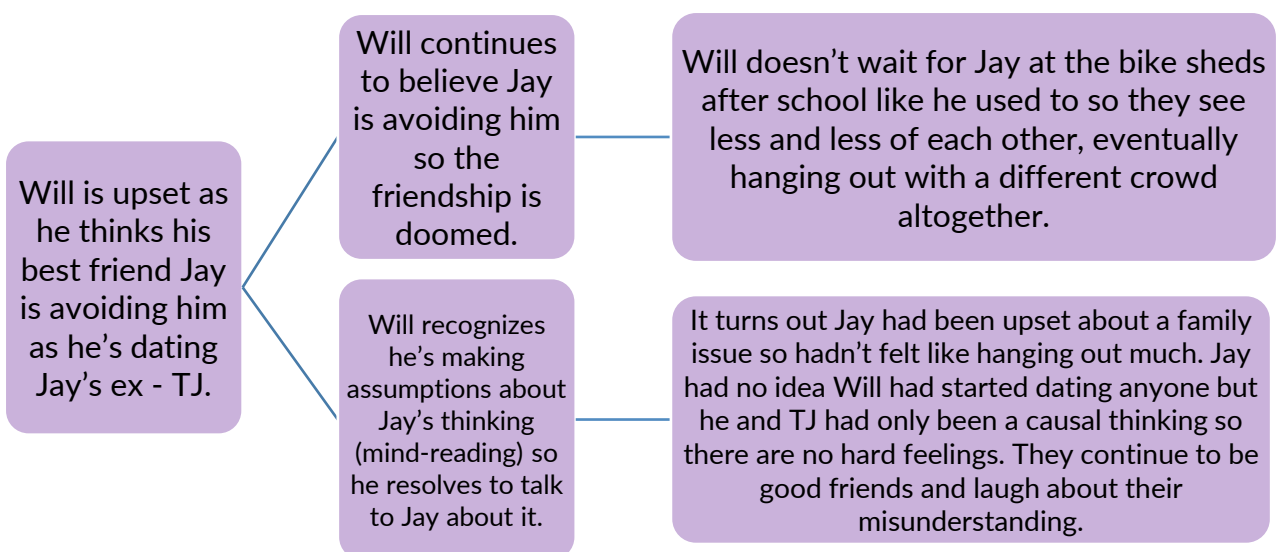 Will is upset as
he thinks his
best friend Jay
is avoiding him
as he's dating
Jay's ex - TJ.
Will continues
to believe Jay
is avoiding him
so the
friendship is
doomed.
Will doesn’t wait for Jay at the bike sheds
after school like he used to so they see
less and less of each other, eventually
hanging out with a different crowd
altogether.
Will recognizes
he’s making
assumptions about
Jay’s thinking
(mind-reading) so
he resolves to talk
to Jay about it.
It turns out Jay had been upset about a family
issue so hadn’t felt like hanging out much. Jay
had no idea Will had started dating anyone but
he and TJ had only been a causal thinking so
there are no hard feelings. They continue to be
good friends and laugh about their
misunderstanding.